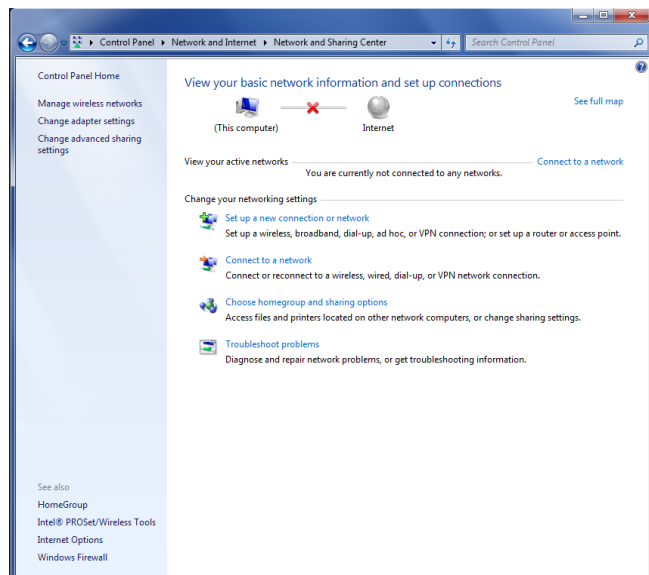 Control Panel Network and Internet Network and Sharing Center Search Control Panel
Control Panel Home
Manage wireless networks
Change adapter settings
Change advanced sharing
settings
View your basic network information and set up connections
See full map
(This computer) Internet
View your active networks Connect to a network
You are currently not connected to any networks.
Change your networking settings
Set up a new connection or network
Set up a wireless, broadband, dial-up, ad hoc, or VPN connection; or set up a router or access point.
Connect to a network
Connect or reconnect to a wireless, wired, dial-up, or VPN network connection.
Choose homegroup and sharing options
Access files and printers located on other network computers, or change sharing settings.
Troubleshoot problems
Diagnose and repair network problems, or get troubleshooting information.
See also
HomeGroup
Intel® PROSet/Wireless Tools
Internet Options
Windows Firewall